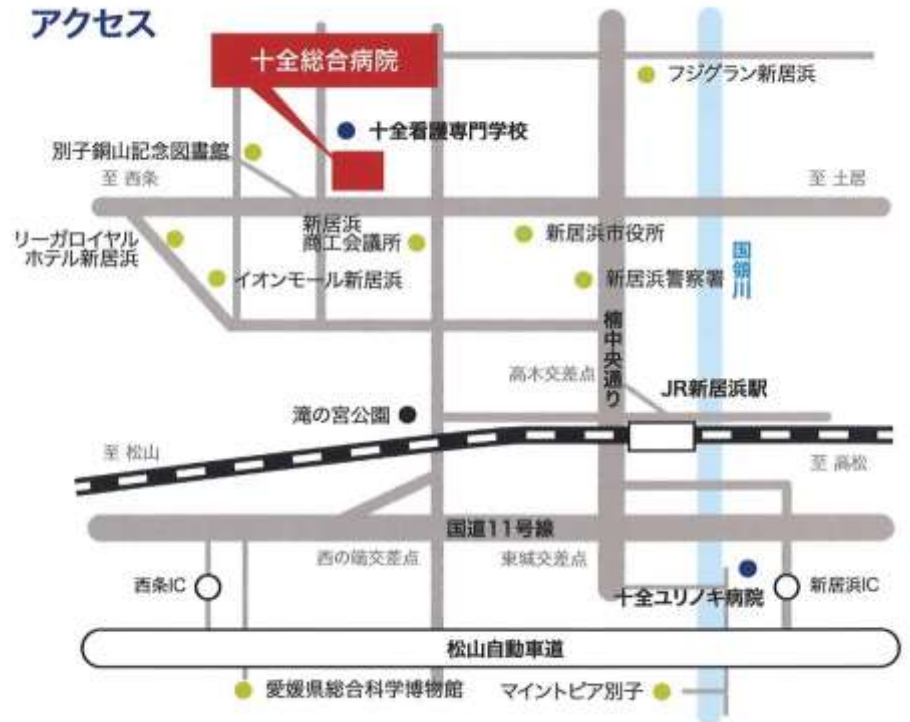 アクセス
十全総合病院
フジグラン新居浜
十全看護専門学校
別子銅山記念図書館
至 西条
至 土居
リーガロイヤル
ホテル新居浜
新居浜
商工会議所
新居浜市役所
イオンモール新居浜
新居浜警察署
国領川
楠中央通り
高木交差点
JR新居浜駅
滝の宮公園
至 松山
至 高松
国道11号線
西の端交差点
東城交差点
西条IC
十全ユリノキ病院
新居浜IC
松山自動車道
愛媛県総合科学博物館
マイントピア別子